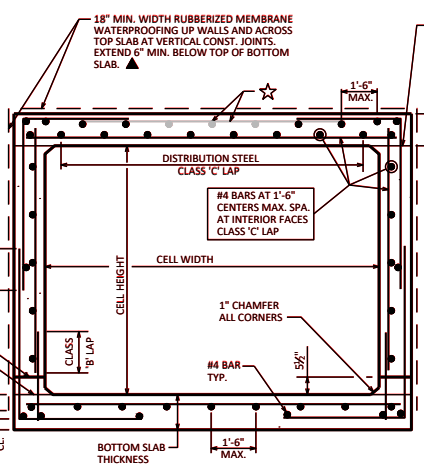 18" MIN. WIDTH RUBBERIZED MEMBRANE
WATERPROOFING UP WALLS AND ACROSS
TOP SLAB AT VERTICAL CONST. JOINTS.
EXTEND 6" MIN. BELOW TOP OF BOTTOM
SLAB.
1'-6"
MAX.
DISTRIBUTION STEEL
CLASS 'C' LAP
#4 BARS AT 1'-6"
CENTERS MAX. SPA.
AT INTERIOR FACES
CLASS 'C' LAP
CELL WIDTH
CELL HEIGHT
1" CHAMFER
ALL CORNERS
CLASS
'B' LAP
#4 BAR
TYP.
5½"
BOTTOM SLAB
THICKNESS
1'-6"
MAX.
CL.